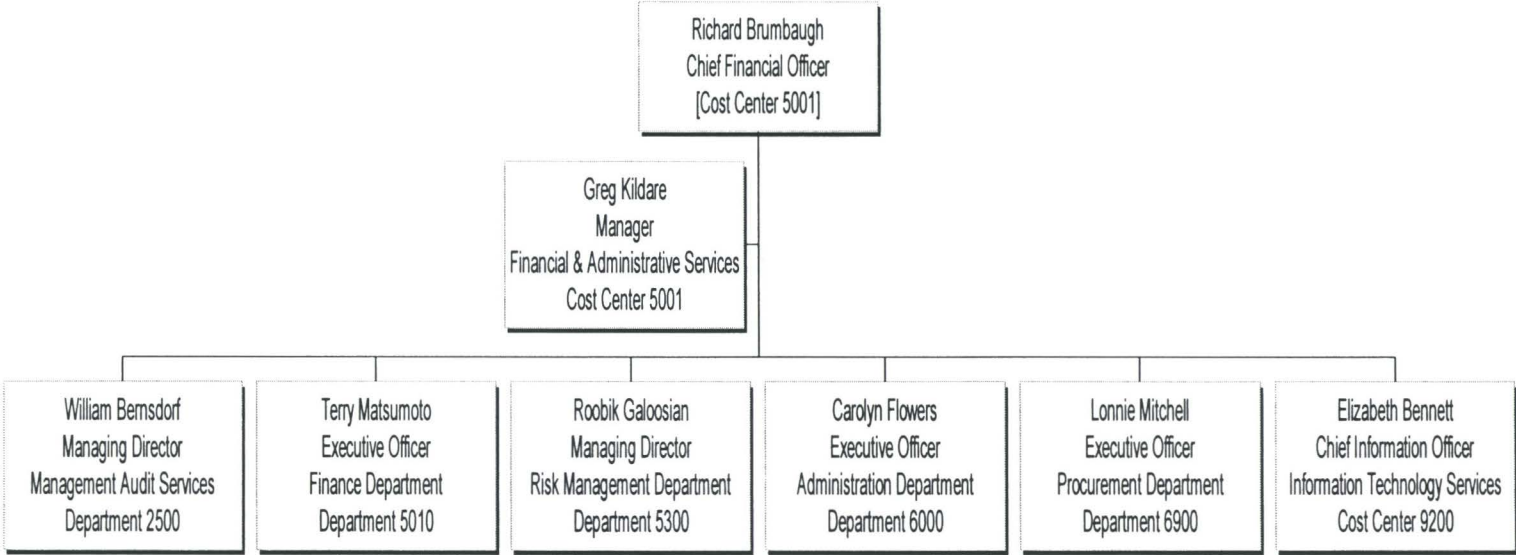 Richard Brumbaugh
Chief Financial Officer
[Cost Center 5001]
Greg Kildare
Manager
Financial & Administrative Services
Cost Center 5001
William Bernsdorf
Managing Director
Management Audit Services
Department 2500
Terry Matsumoto
Executive Officer
Finance Department
Department 5010
Roobik Galoosian
Managing Director
Risk Management Department
Department 5300
Carolyn Flowers
Executive Officer
Administration Department
Department 6000
Lonnie Mitchell
Executive Officer
Procurement Department
Department 6900
Elizabeth Bennett
Chief Information Officer
Information Technology Services
Cost Center 9200